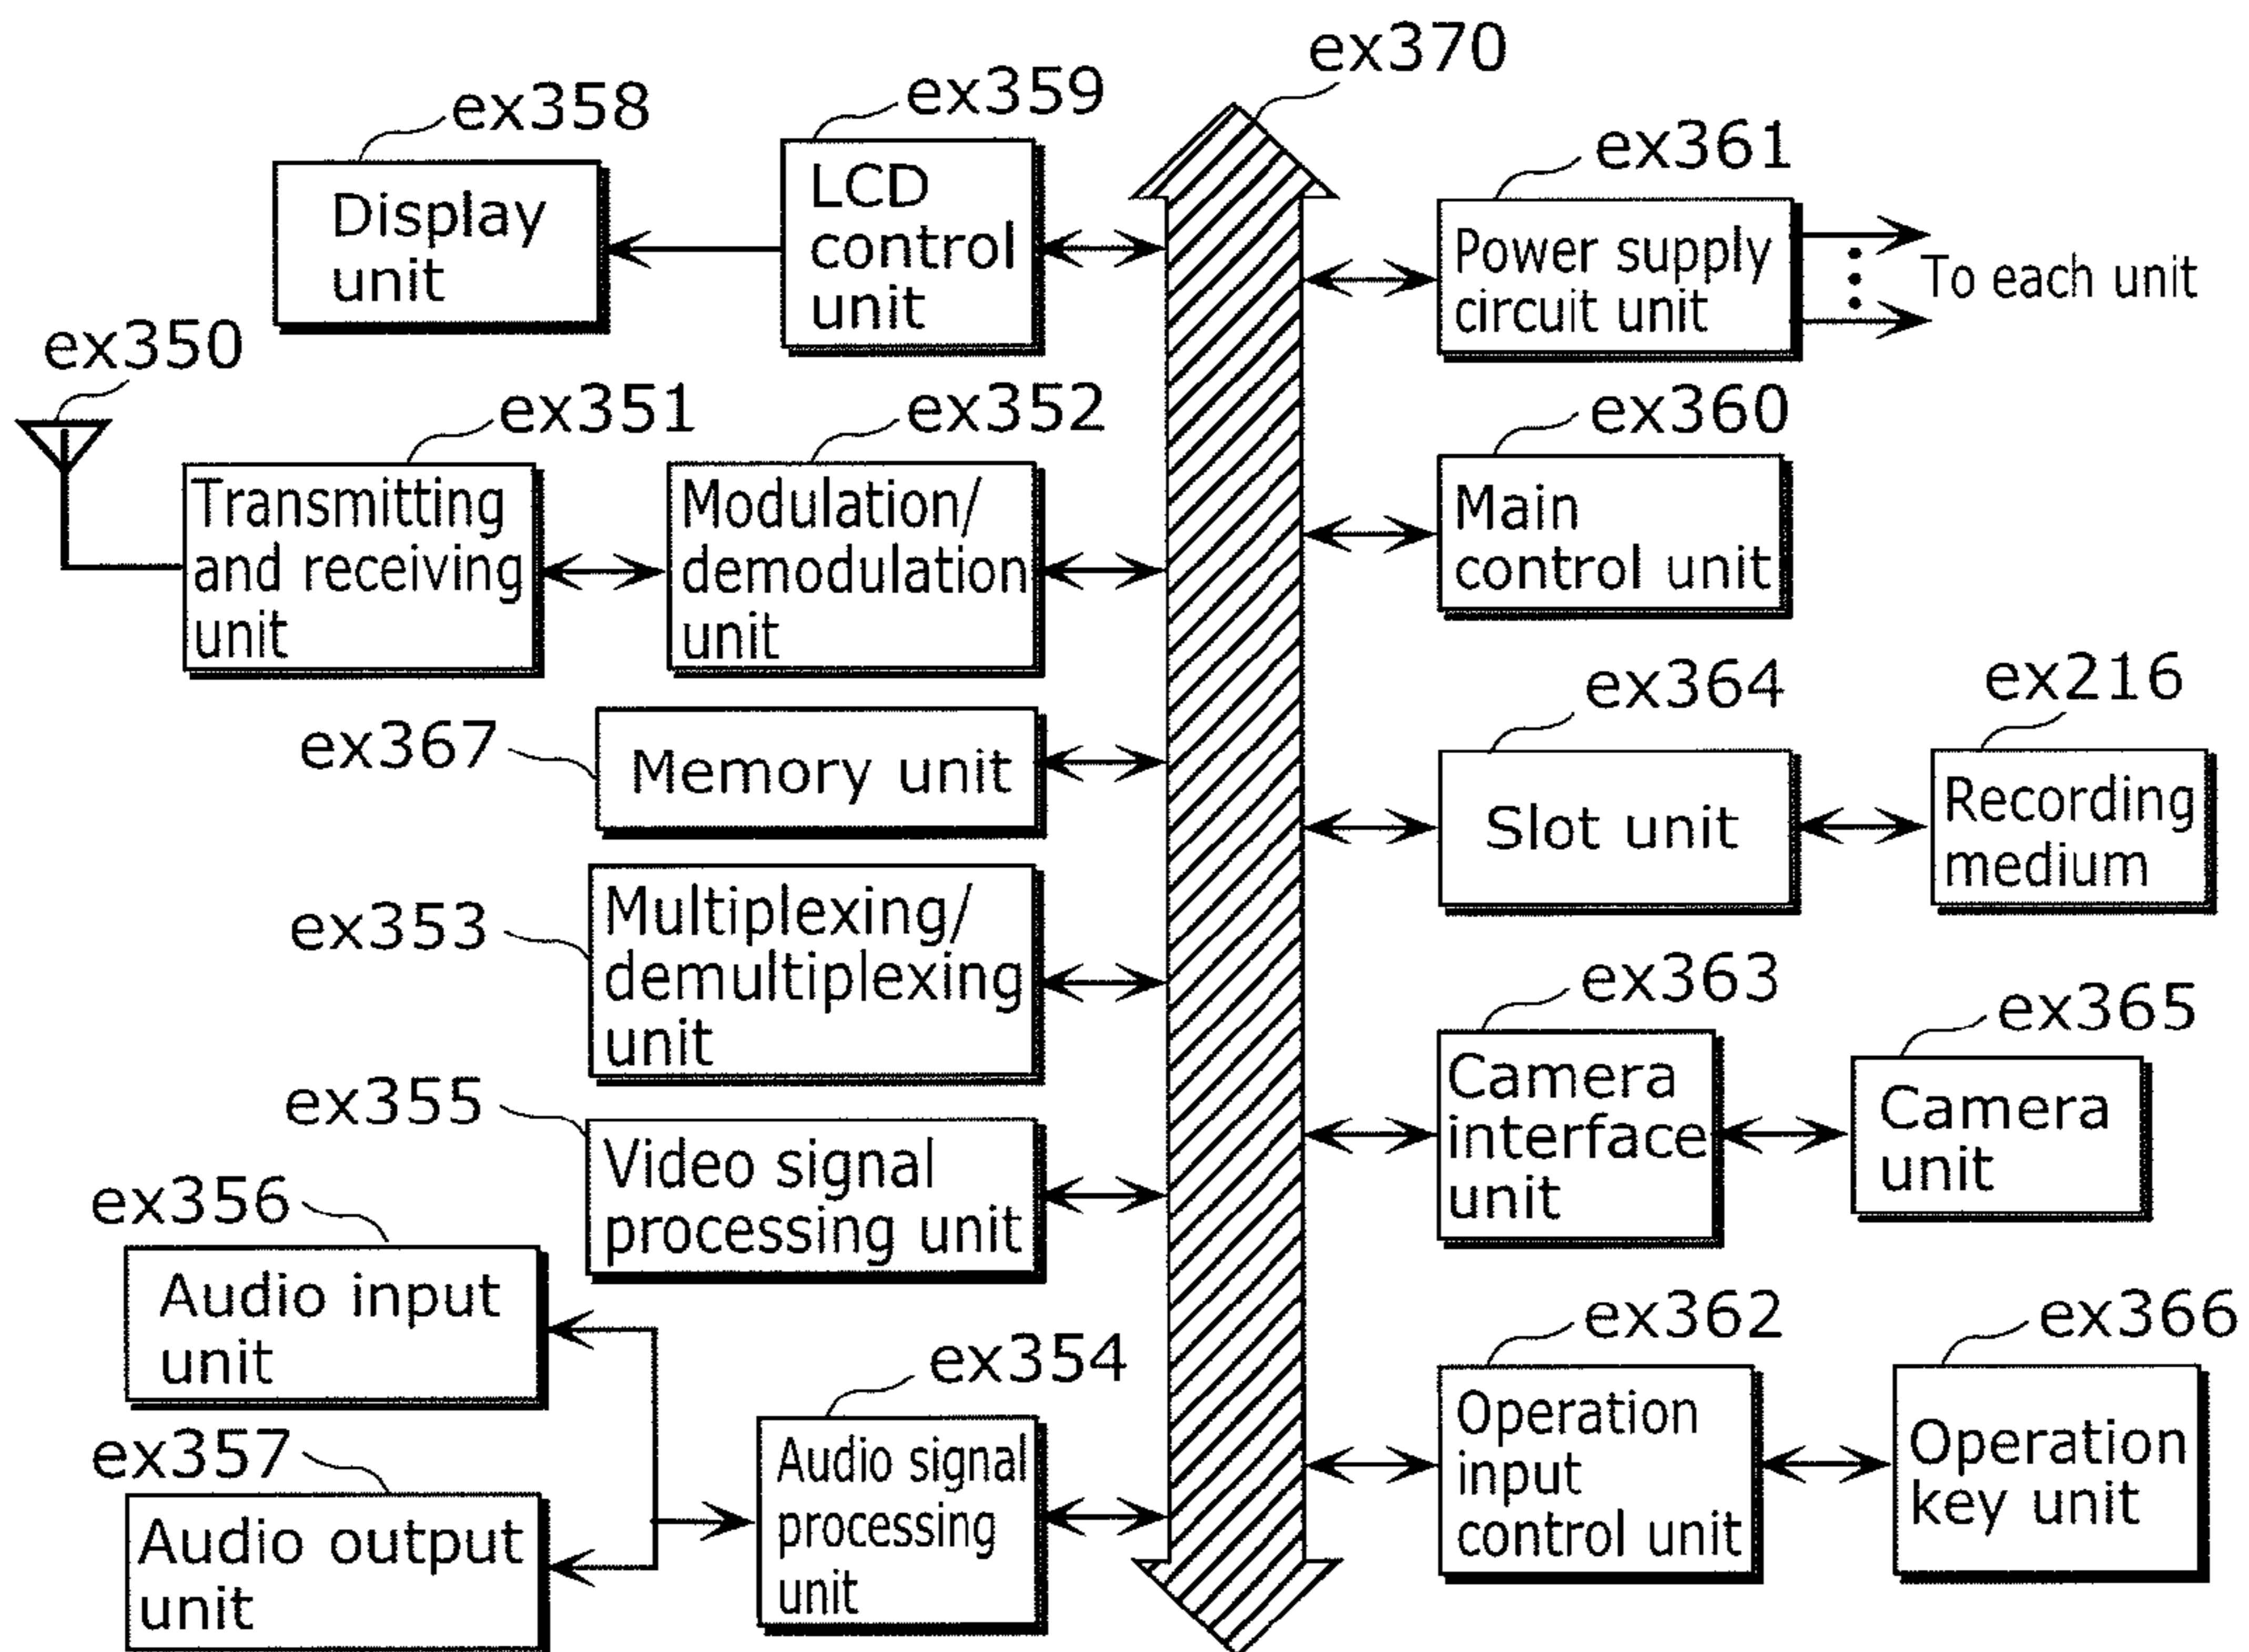 ex370
ex359
ex358
ex361
LCD
control
unit
Display
unit
Power supply
circuit unit
To each unit
ex350
ex351
ex352
ex360
Transmitting
and receiving
unit
Modulation/
demodulation
unit
Main
control unit
ex364
ex216
ex367
Memory unit
Slot unit
Recording
medium
ex353
Multiplexing/
demultiplexing
unit
ex363
ex365
Camera
interface
unit
Camera
unit
ex355
Video signal
processing unit
ex356
Audio input
unit
ex354
ex362
ex366
ex357
Audio output
unit
Audio signal
processing
unit
Operation
input
control unit
Operation
key unit